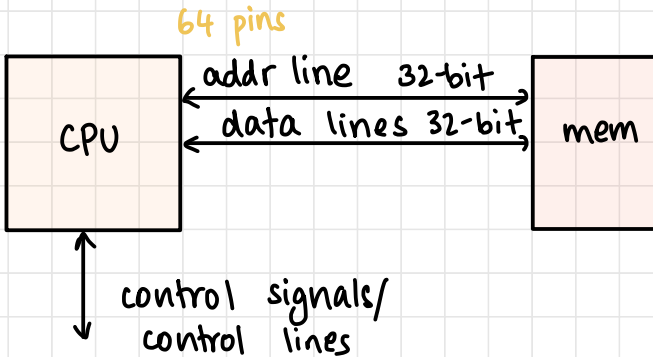 64 pins
addr line 32-bit
CPU
data lines 32-bit
mem
control signals/
control lines